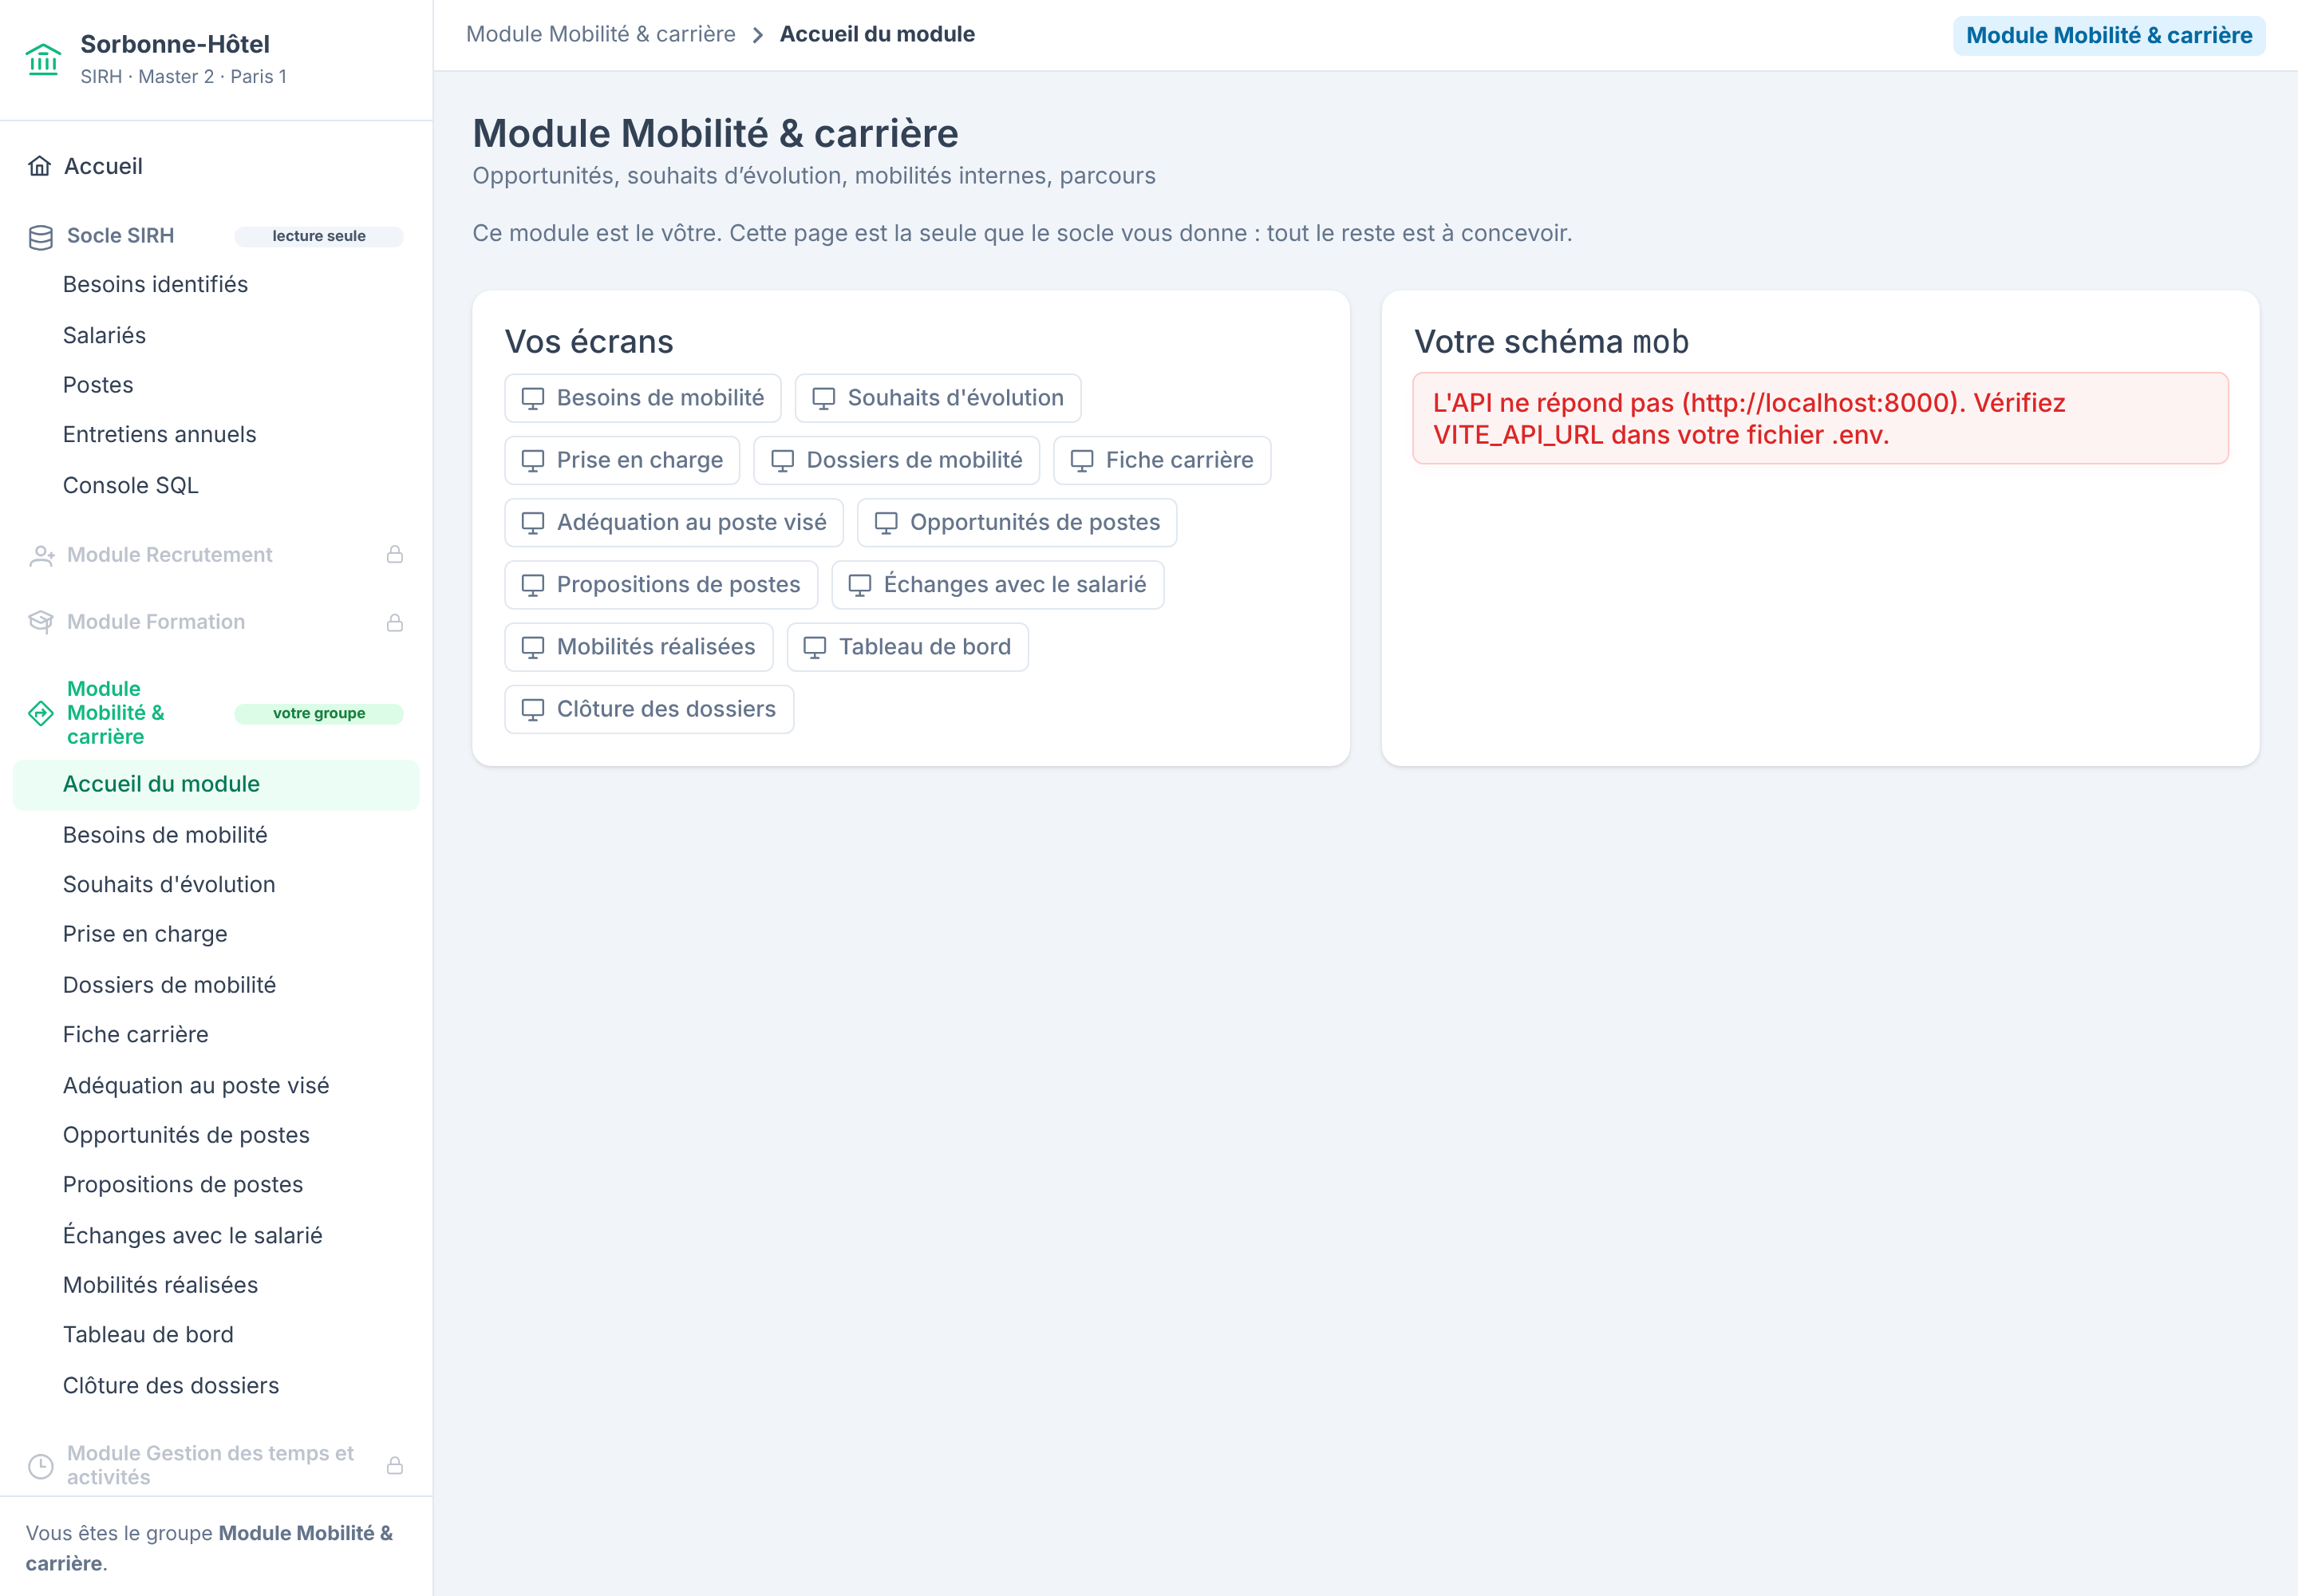 Sorbonne-Hôtel
SIRH · Master 2 · Paris 1
Accueil
Socle SIRH
lecture seule
Besoins identifiés
Salariés
Postes
Entretiens annuels
Console SQL
Module Recrutement
Module Formation
Module
Mobilité &
carrière
votre groupe
Accueil du module
Besoins de mobilité
Souhaits d'évolution
Prise en charge
Dossiers de mobilité
Fiche carrière
Adéquation au poste visé
Opportunités de postes
Propositions de postes
Échanges avec le salarié
Mobilités réalisées
Tableau de bord
Clôture des dossiers
Module Gestion des temps et
activités
Vous êtes le groupe Module Mobilité &
carrière.
Module Mobilité & carrière > Accueil du module
Module Mobilité & carrière
Module Mobilité & carrière
Opportunités, souhaits d’évolution, mobilités internes, parcours
Ce module est le vôtre. Cette page est la seule que le socle vous donne : tout le reste est à concevoir.
Vos écrans
Besoins de mobilité Souhaits d'évolution
Prise en charge Dossiers de mobilité Fiche carrière
Adéquation au poste visé Opportunités de postes
Propositions de postes Échanges avec le salarié
Mobilités réalisées Tableau de bord
Clôture des dossiers
Votre schéma mob
L'API ne répond pas (http://localhost:8000). Vérifiez
VITE_API_URL dans votre fichier .env.